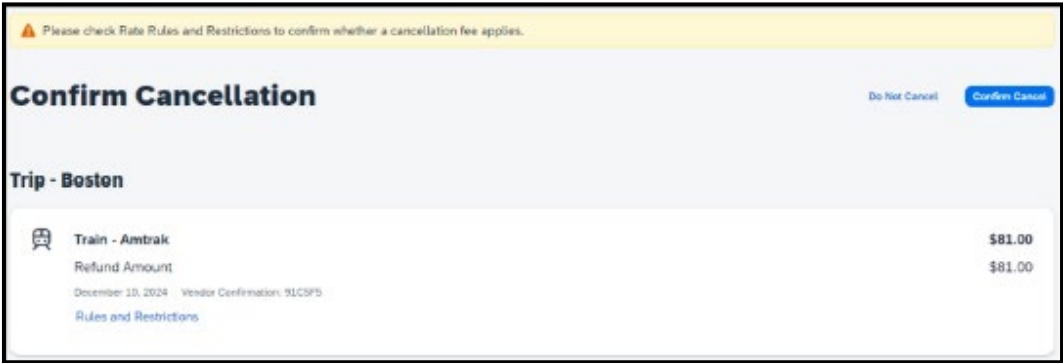 Please check Rate Rules and Restrictions to confirm whether a cancellation fee applies.
Confirm Cancellation
Do Not Cancel
Confirm Cancel
Trip - Boston
Train - Amtrak $81.00
Refund Amount $81.00
December 10, 2024 Vendor Confirmation: 91C5F5
Rules and Restrictions